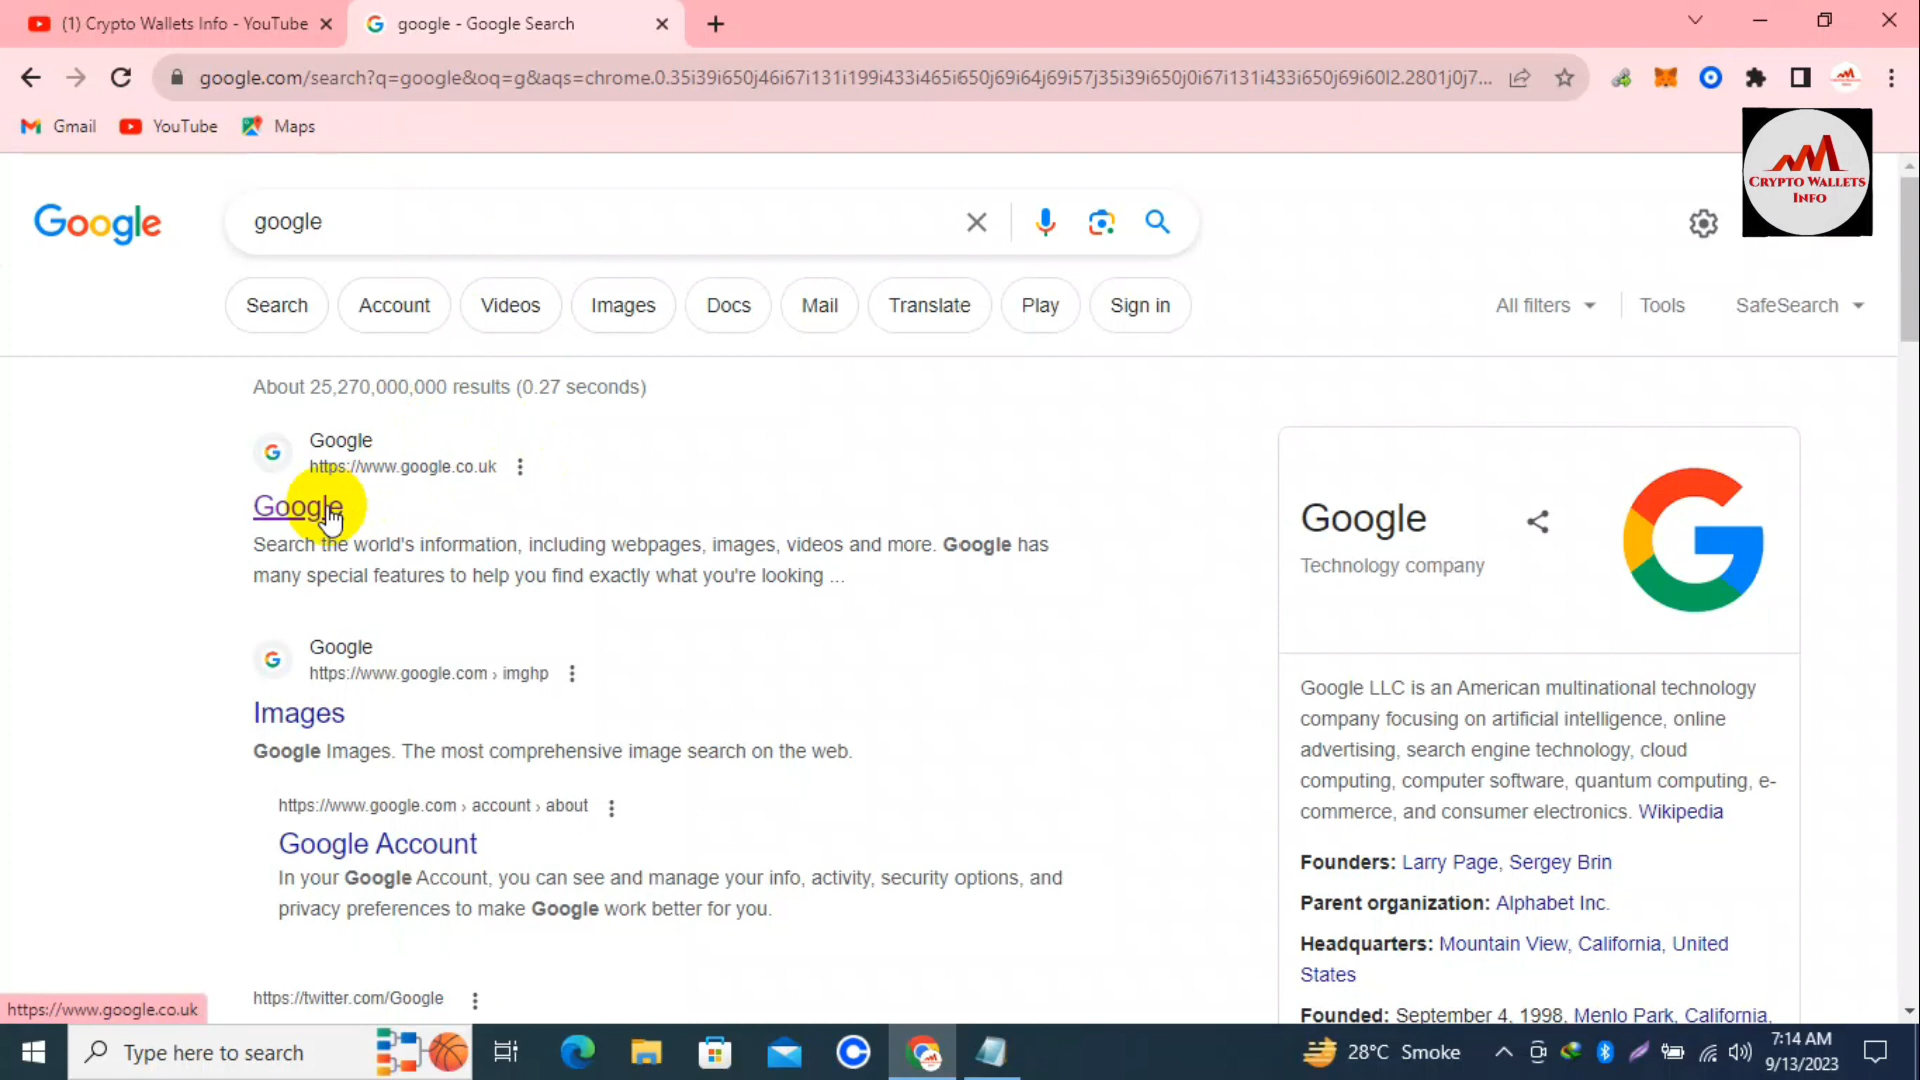 (1) Crypto Wallets Info - YouTube
google - Google Search
google.com/search?q=google&oq=g&aqs=chrome.0.35i39i650j46i67i131i199i433i465i650j69i64j69i57j35i39i650j0i67i131i433i650j69i60l2.2801j0j7...
Gmail
YouTube
Maps
CRYPTO WALLETS
INFO
Google
google
Search
Account
Videos
Images
Docs
Mail
Translate
Play
Sign in
All filters
Tools
SafeSearch
About 25,270,000,000 results (0.27 seconds)
Google
https://www.google.co.uk
Google
Search the world's information, including webpages, images, videos and more. Google has
many special features to help you find exactly what you're looking ...
Google
https://www.google.com › imghp
Images
Google Images. The most comprehensive image search on the web.
https://www.google.com › account › about
Google Account
In your Google Account, you can see and manage your info, activity, security options, and
privacy preferences to make Google work better for you.
https://twitter.com/Google
Google
Technology company
Google LLC is an American multinational technology
company focusing on artificial intelligence, online
advertising, search engine technology, cloud
computing, computer software, quantum computing, e-
commerce, and consumer electronics. Wikipedia
Founders: Larry Page, Sergey Brin
Parent organization: Alphabet Inc.
Headquarters: Mountain View, California, United
States
Founded: September 4, 1998, Menlo Park, California,
https://www.google.co.uk
Type here to search
28°C Smoke
7:14 AM
9/13/2023